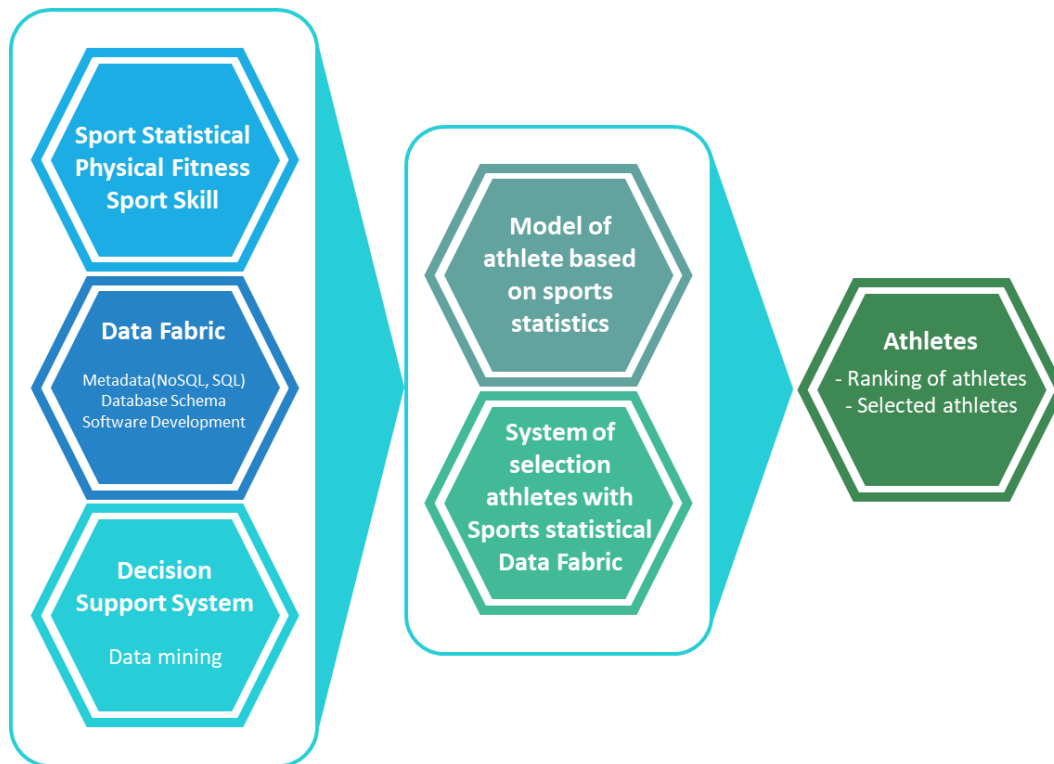 Sport Statistical
Physical Fitness
Sport Skill
Data Fabric
Metadata(NoSQL, SQL)
Database Schema
Software Development
Decision
Support System
Data mining
Model of
athlete based
on sports
statistics
System of
selection
athletes with
Sports statistical
Data Fabric
Athletes
- Ranking of athletes
- Selected athletes